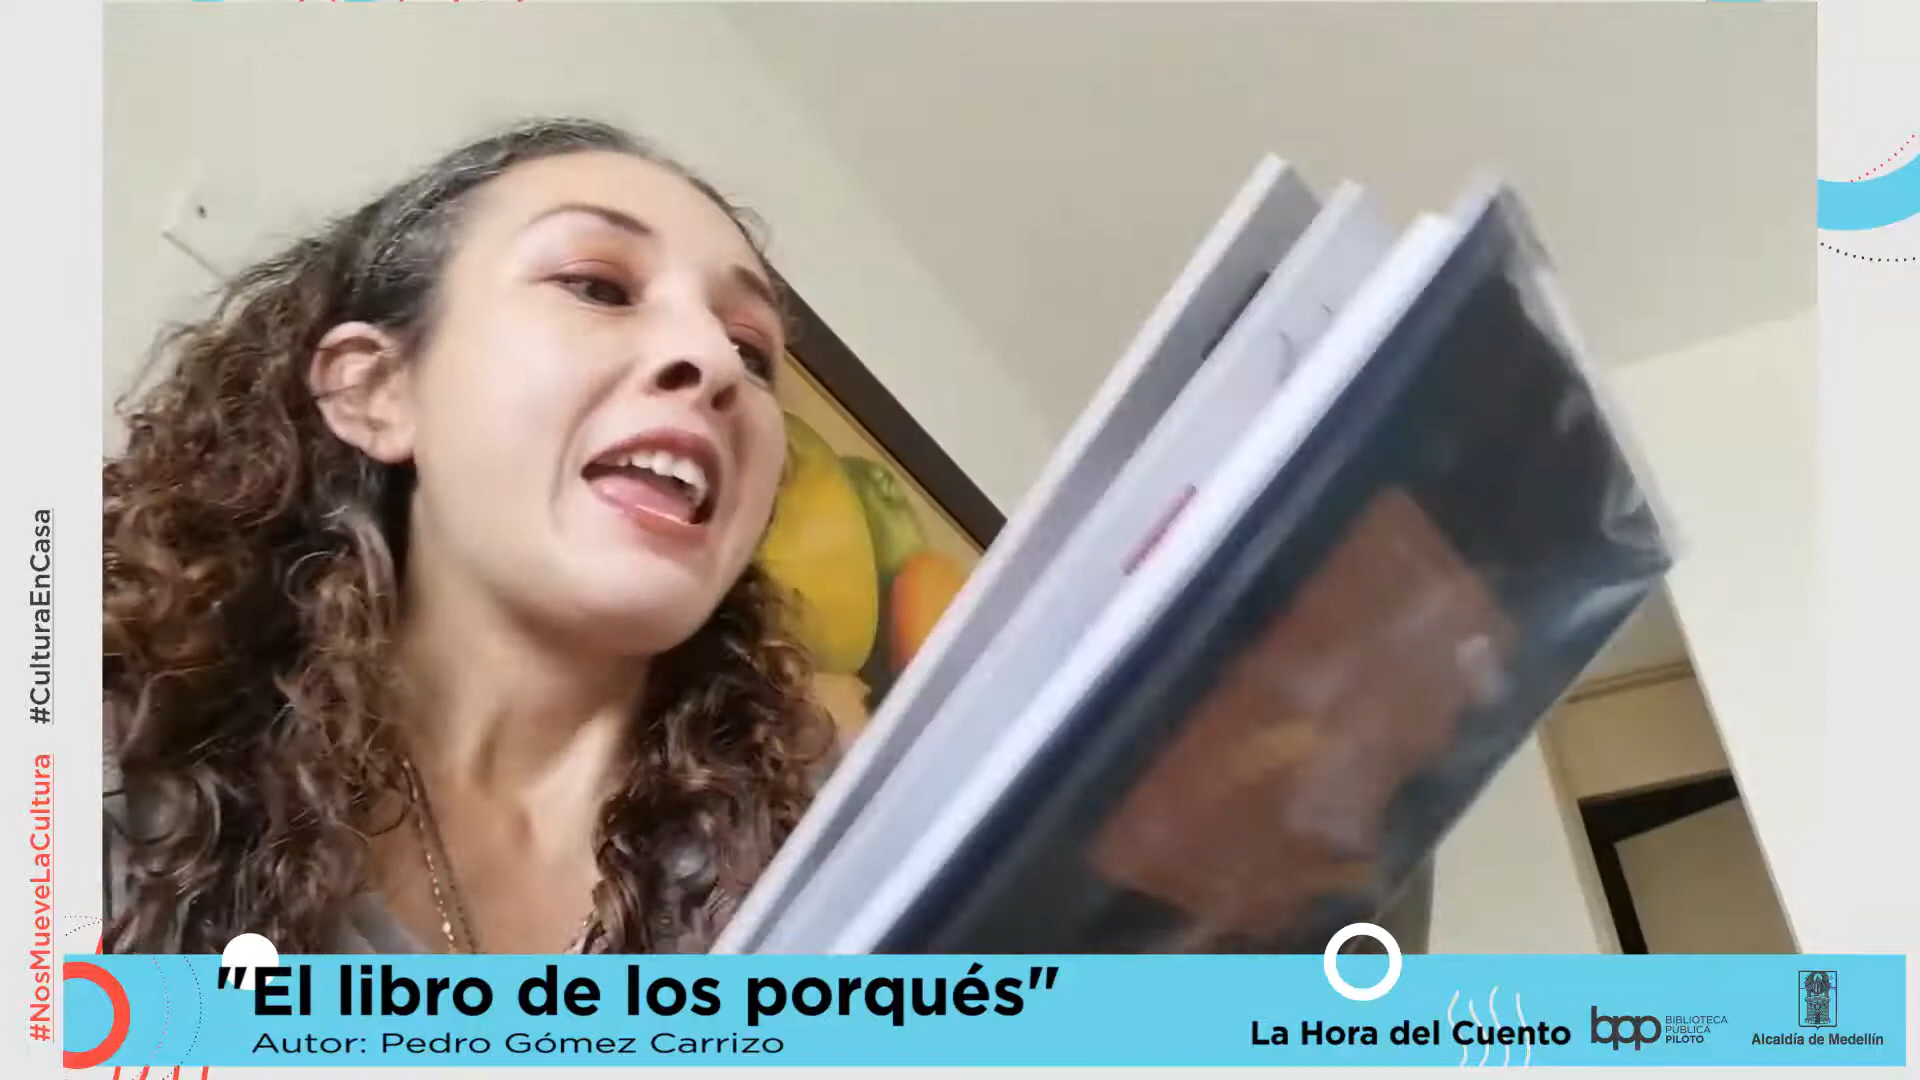 #NosMueveLaCultura #CulturaEnCasa
"El libro de los porqués"
Autor: Pedro Gómez Carrizo
La Hora del Cuento
bpp
BIBLIOTECA
PÚBLICA
PILOTO
Alcaldía de Medellín